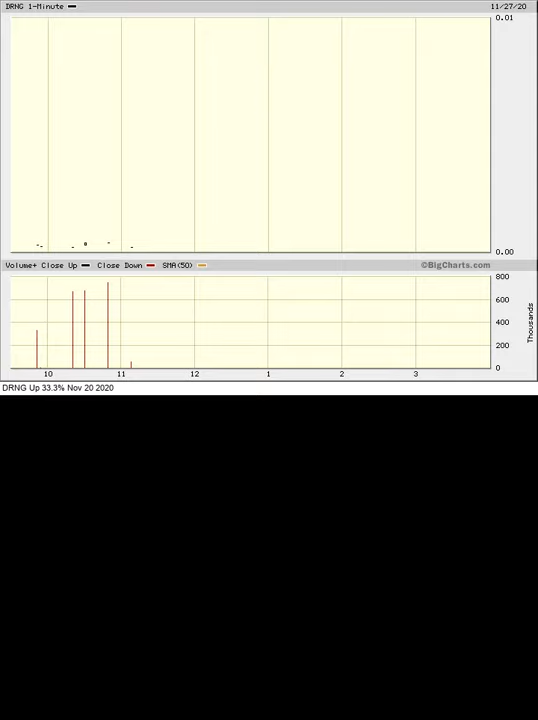 DRNG 1-Minute 11/27/20
0.01
0.00
Volume+ Close Up Close Down SMA(50) ©BigCharts.com
800
600
400
200
0
Thousands
10 11 12 1 2 3
DRNG Up 33.3% Nov 20 2020